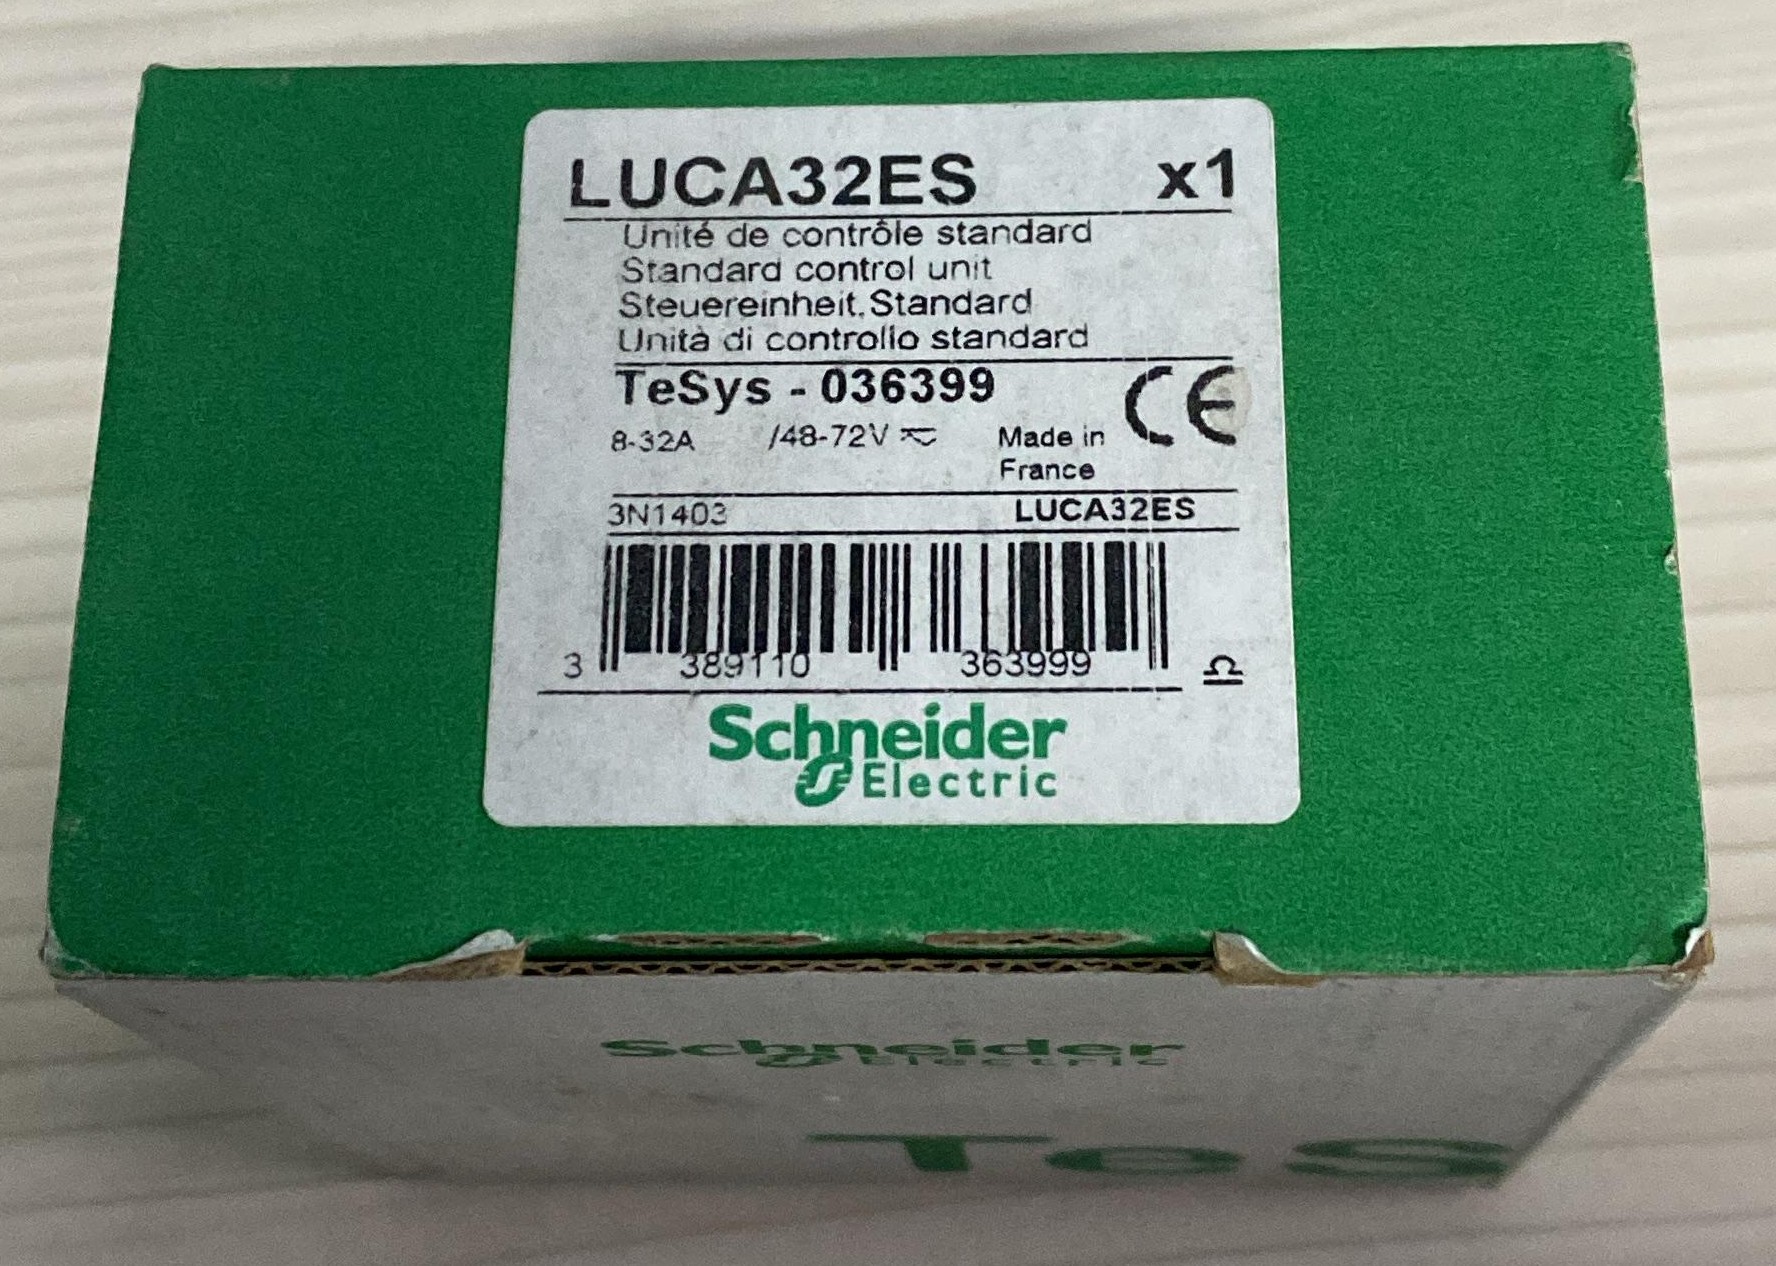 LUCA32ES x1
Unité de contrôle standard
Standard control unit
Steuereinheit, Standard
Unità di controllo standard
TeSys - 036399 CE
8-32A /48-72V Made in
France
3N1403 LUCA32ES
3 389110 363999
Schneider
Electric
Schneider
Electric
TeS